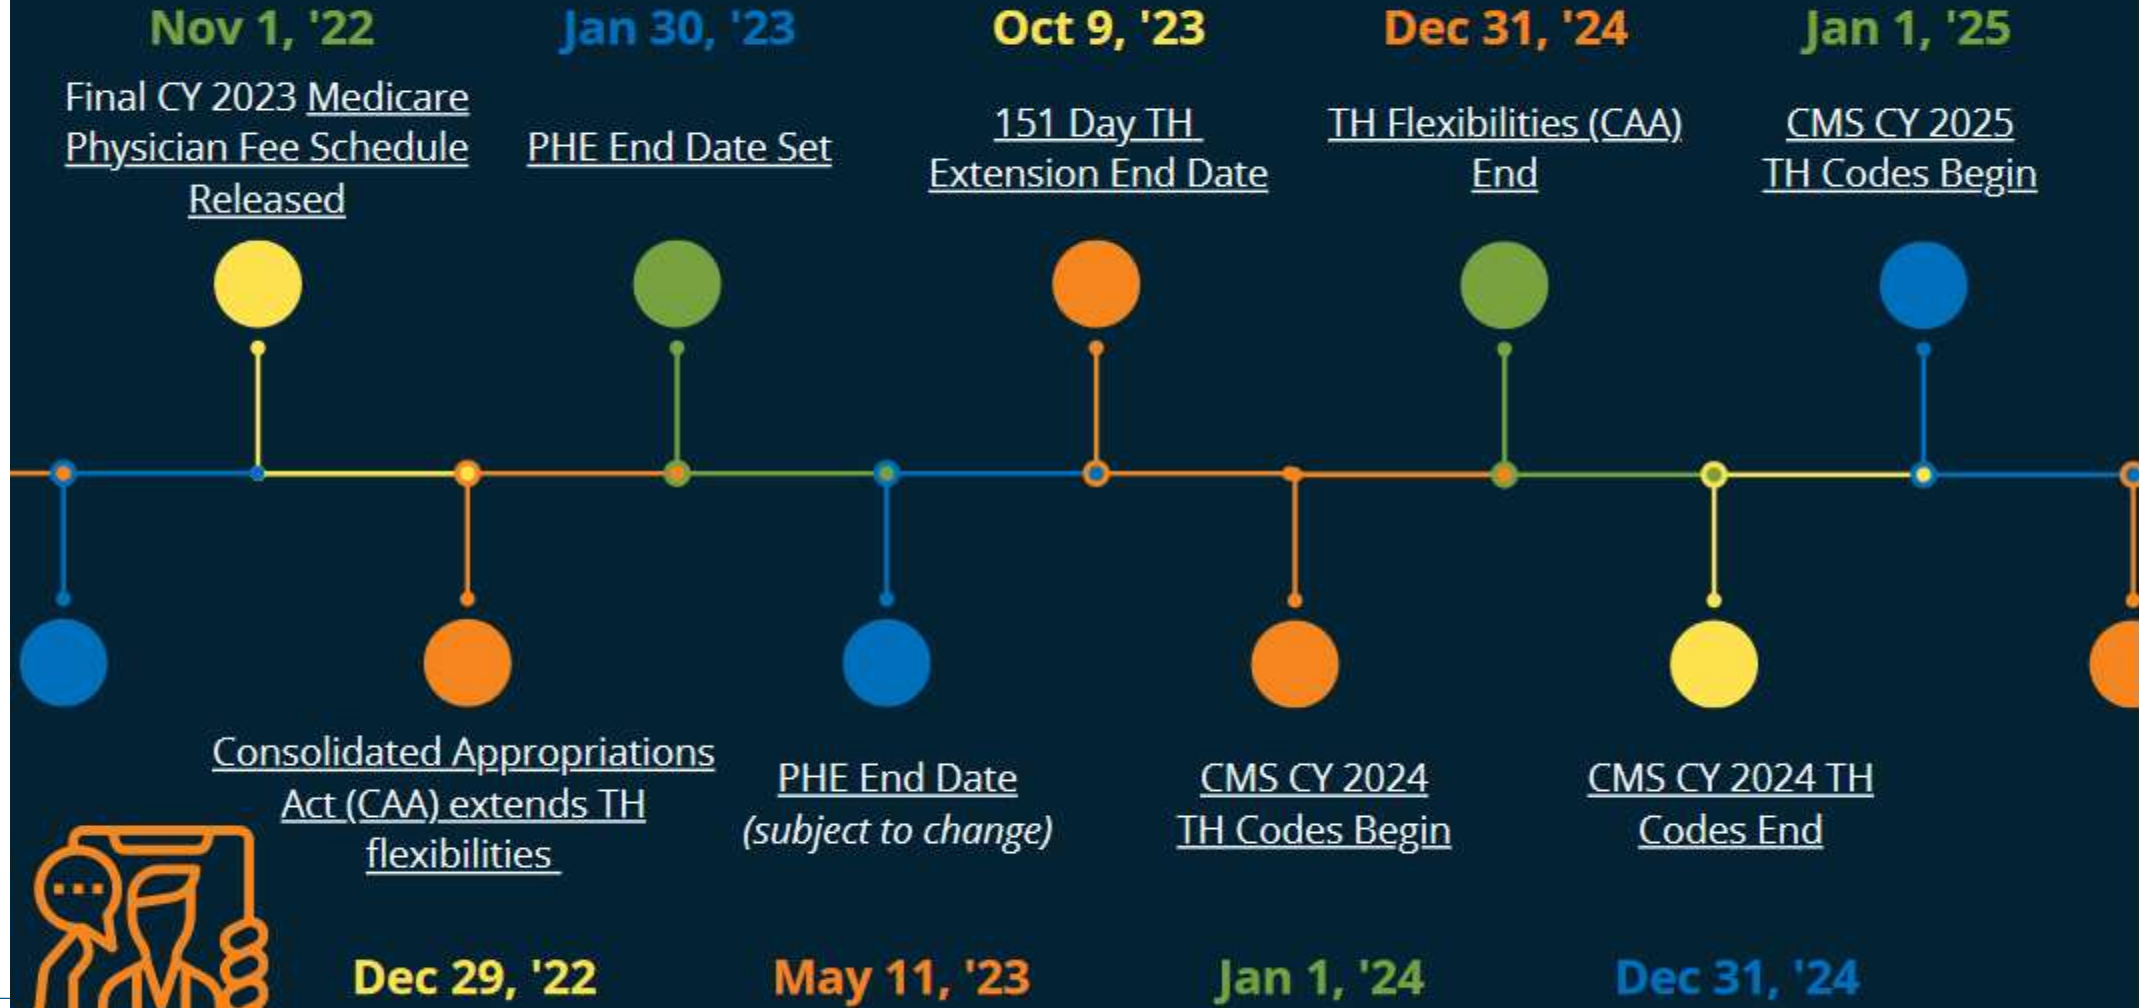 Nov 1, '22
Final CY 2023 Medicare
Physician Fee Schedule
Released
Jan 30, '23
PHE End Date Set
Oct 9, '23
151 Day TH
Extension End Date
Dec 31, '24
TH Flexibilities (CAA)
End
Jan 1, '25
CMS CY 2025
TH Codes Begin
Consolidated Appropriations
Act (CAA) extends TH
flexibilities
Dec 29, '22
PHE End Date
(subject to change)
May 11, '23
CMS CY 2024
TH Codes Begin
Jan 1, '24
CMS CY 2024 TH
Codes End
Dec 31, '24